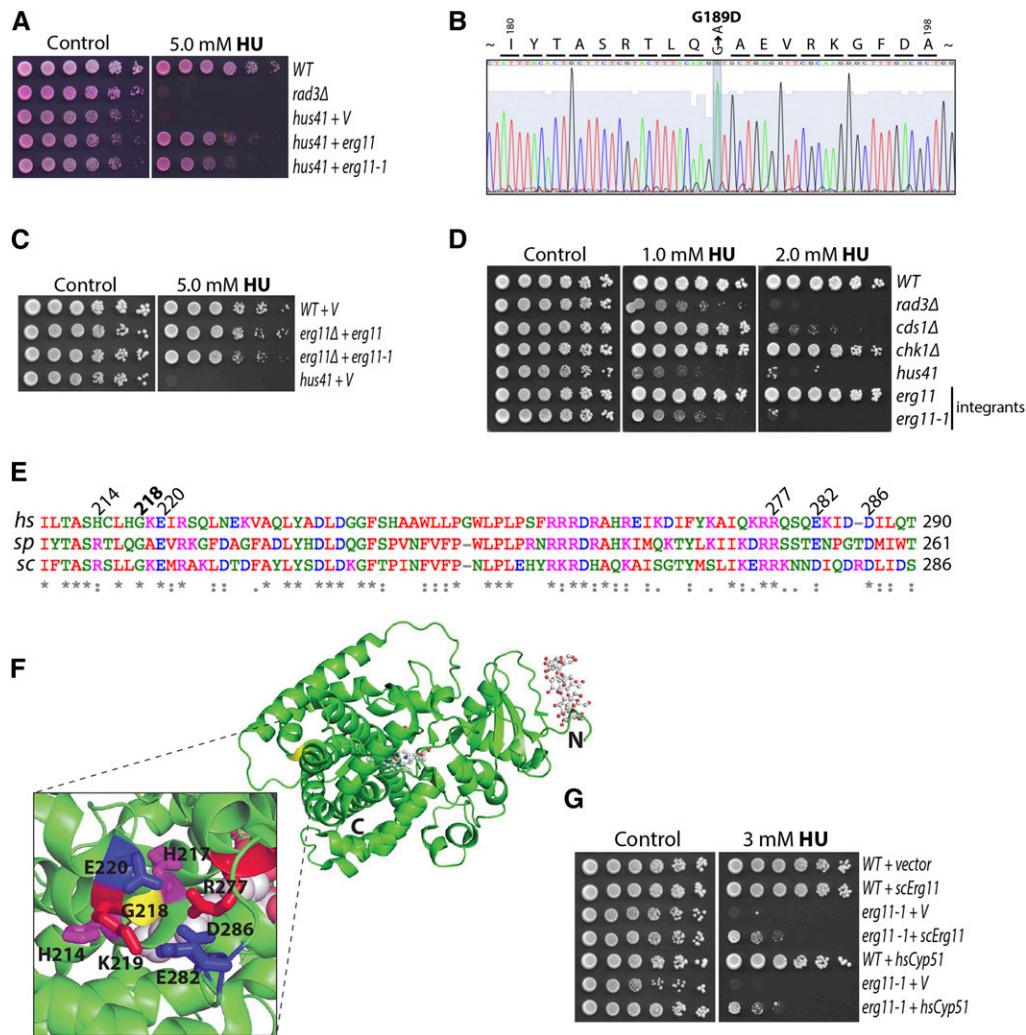 A
Control
5.0 mM HU
WT
rad3Δ
hus41 + V
hus41 + erg11
hus41 + erg11-1
B
G189D
180
G→A
198
~ I Y T A S R T L Q A E V R K G F D A ~
C
Control
5.0 mM HU
WT + V
erg11Δ + erg11
erg11Δ + erg11-1
hus41 + V
D
Control
1.0 mM HU
2.0 mM HU
WT
rad3Δ
cds1Δ
chk1Δ
hus41
erg11
erg11-1
integrants
E
214
218
220
277
282
286
hs ILTASHCLHGKEIRSQLNEKVAQLYADLDGGFSHAAWLLPGWLPLPSFRRRDRAHREIKDIFYKAIQKRRQSQEKID–DILQT 290
sp IYTASRTLQGAEVRKGFDAGFADLYHDLDQGFSPVNFVFP–WLPLPRNRRRDRAHKIMQKTYLKIIKDRRSSTENPGTDMIWT 261
sc IFTASRSLLGKEMRAKLDTDFAYLYSDLDKGFTPINFVFP–NLPLEHYRKRDHAQKAISGTYMSLIKERRKNNDIQDRDLIDS 286
F
N
C
E220
H217
R277
G218
D286
H214
K219
E282
G
Control
3 mM HU
WT + vector
WT + scErg11
erg11-1 + V
erg11 -1+ scErg11
WT + hsCyp51
erg11-1 + V
erg11-1 + hsCyp51